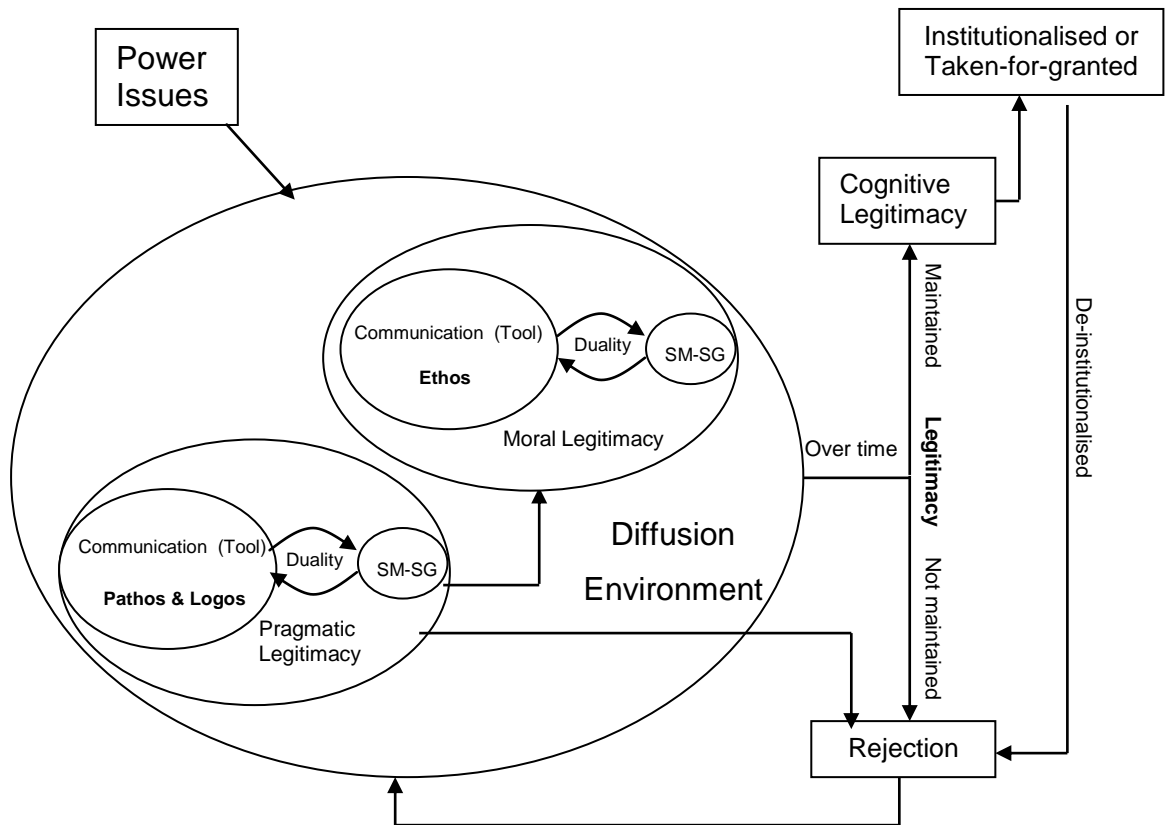 Power
Issues
Institutionalised or
Taken-for-granted
Cognitive
Legitimacy
Maintained
De-institutionalised
Communication (Tool)
Duality
SM-SG
Ethos
Moral Legitimacy
Over time
Legitimacy
Communication (Tool)
Duality
SM-SG
Pathos & Logos
Pragmatic
Legitimacy
Diffusion
Environment
Not maintained
Rejection